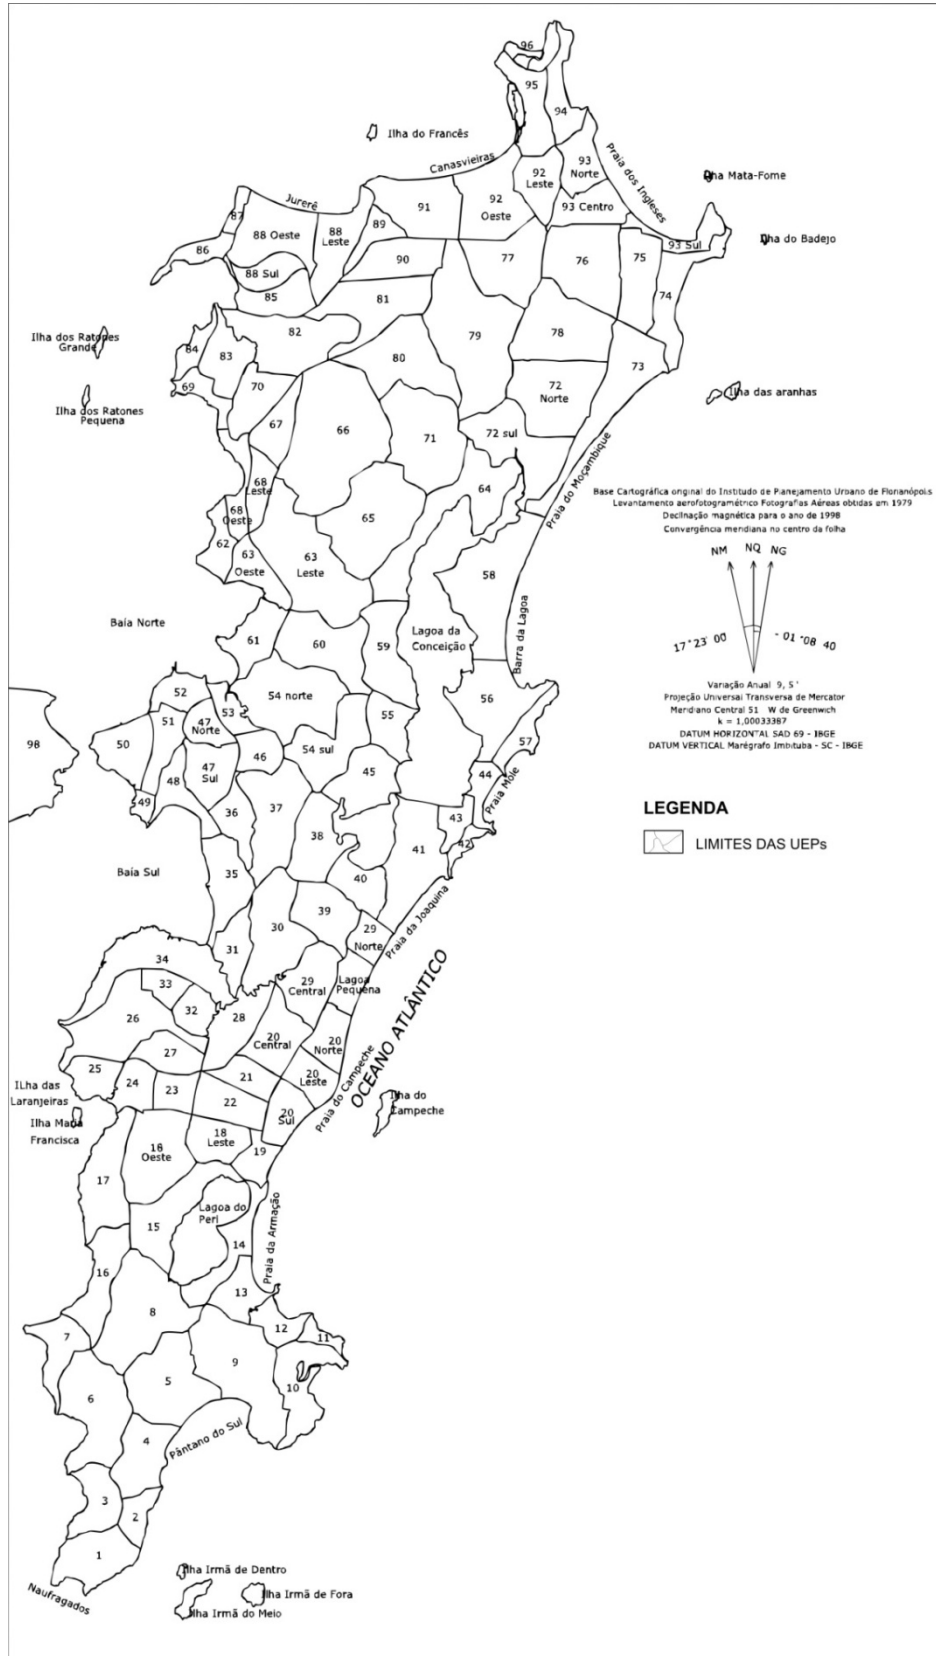 96
95
94
Ilha do Francês
Canasvieiras
Praia dos Ingleses
93
Norte
92
Leste
Ilha Mata-Fome
Jurerê
87
91
92
Oeste
93 Centro
89
88
Leste
88 Oeste
86
93 Sul
Ilha do Badejo
75
77
76
90
88 Sul
85
81
74
82
79
78
Ilha dos Ratones
Grande
84
83
80
73
69
70
72
Norte
Ilha das aranhas
Ilha dos Ratones
Pequena
67
66
71
72 sul
Praia do Moçambique
68
Leste
64
68
Oeste
65
62
63
Oeste
63
Leste
58
Base Cartográfica original do Institudo de Planejamento Urbano de Florianópolis
Levantamento aerofotogramétrico Fotografias Aéreas obtidas em 1979
Declinação magnética para o ano de 1998
Convergência meridiana no centro da folha
NM NQ NG
17°23' 00
- 01 °08 40
Variação Anual 9, 5 '
Projeção Universal Transversa de Mercator
Meridiano Central 51 W de Greenwich
k = 1,00033387
DATUM HORIZONTAL SAD 69 - IBGE
DATUM VERTICAL Marégrafo Imbituba - SC - IBGE
Baía Norte
61
60
59
Lagoa da
Conceição
Barra da Lagoa
52
53
54 norte
56
98
50
51
47
Norte
55
57
46
54 sul
47
Sul
45
44
49
48
36
37
38
43
42
Praia Mole
LEGENDA
LIMITES DAS UEPs
41
Baía Sul
35
40
39
Praia da Joaquina
30
29
Norte
31
34
33
29
Central
Lagoa
Pequena
OCEANO ATLÂNTICO
26
32
28
20
Central
20
Norte
27
25
24
23
21
20
Leste
22
20
Sul
Praia do Campeche
Ilha do
Campeche
ILha das
Laranjeiras
Ilha Maria
Francisca
18
Leste
18
Oeste
19
17
Lagoa do
Peri
15
14
Praia da Armação
16
13
8
12
11
7
9
10
5
6
4
Pântano do Sul
3
2
1
Naufragados
Ilha Irmã de Dentro
Ilha Irmã de Fora
Ilha Irmã do Meio